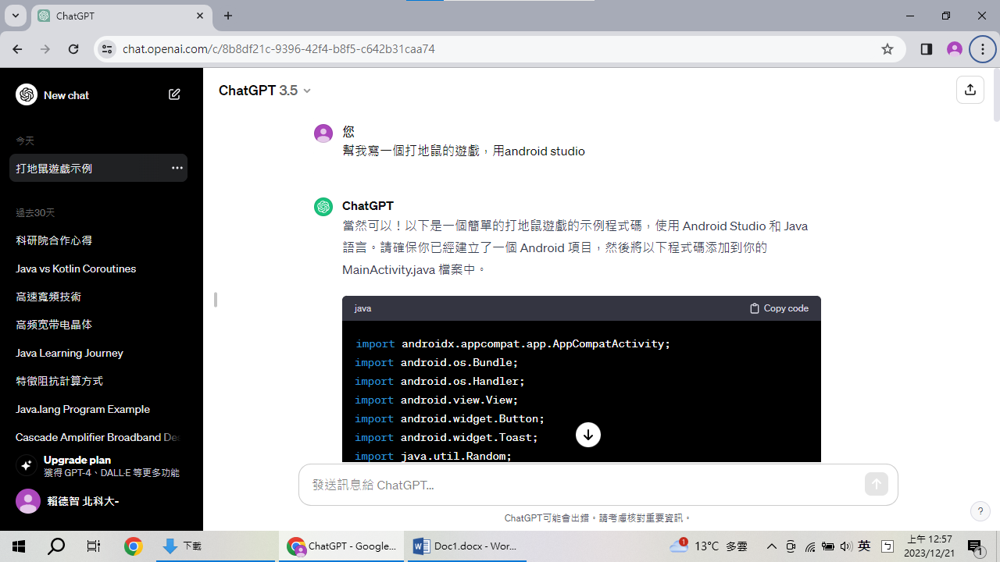 ChatGPT
chat.openai.com/c/8b8df21c-9396-42f4-b8f5-c642b31caa74
New chat
今天
打地鼠遊戲示例
過去30天
科研院合作心得
Java vs Kotlin Coroutines
高速寬頻技術
高频宽带电晶体
Java Learning Journey
特徵阻抗計算方式
Java.lang Program Example
Cascade Amplifier Broadband De
Upgrade plan
獲得 GPT-4、DALL·E 等更多功能
賴德智 北科大-
ChatGPT 3.5
您
幫我寫一個打地鼠的遊戲，用android studio
ChatGPT
當然可以！以下是一個簡單的打地鼠遊戲的示例程式碼，使用 Android Studio 和 Java
語言。請確保你已經建立了一個 Android 項目，然後將以下程式碼添加到你的
MainActivity.java 檔案中。
java
Copy code
import androidx.appcompat.app.AppCompatActivity;
import android.os.Bundle;
import android.os.Handler;
import android.view.View;
import android.widget.Button;
import android.widget.Toast;
import java.util.Random;
發送訊息給 ChatGPT...
ChatGPT可能會出錯。請考慮核對重要資訊。
?
下載
ChatGPT - Google...
Doc1.docx - Wor...
1
13°C 多雲
英
上午 12:57
2023/12/21
1